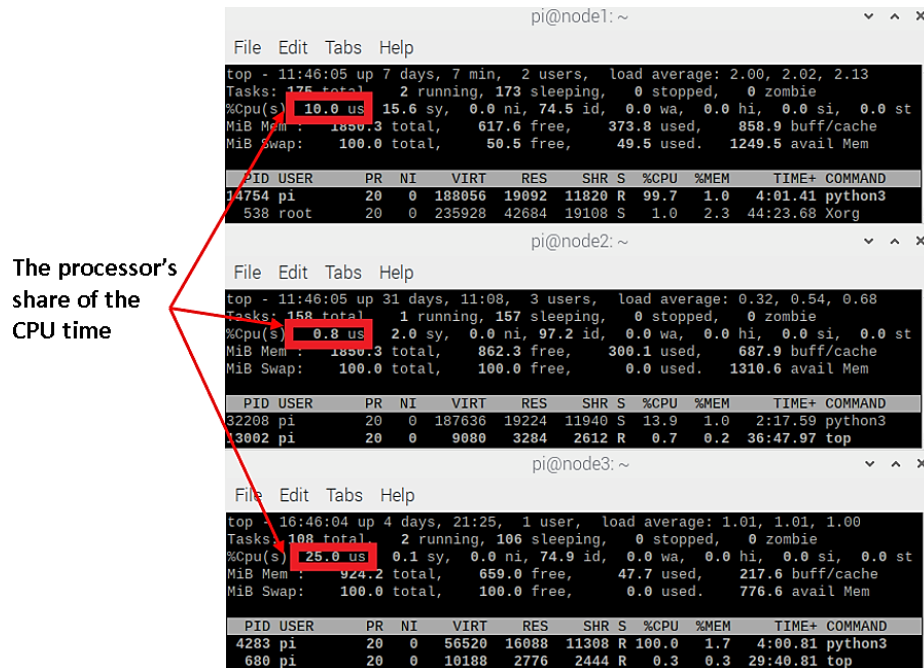 The processor's
share of the
CPU time
pi@node1: ~
File Edit Tabs Help
top - 11:46:05 up 7 days, 7 min, 2 users, load average: 2.00, 2.02, 2.13
Tasks: 175 total, 2 running, 173 sleeping, 0 stopped, 0 zombie
%Cpu(s) 10.0 us 15.6 sy, 0.0 ni, 74.5 id, 0.0 wa, 0.0 hi, 0.0 si, 0.0 st
MiB Mem : 1850.3 total, 617.6 free, 373.8 used, 858.9 buff/cache
MiB Swap: 100.0 total, 50.5 free, 49.5 used. 1249.5 avail Mem
PID USER PR NI VIRT RES SHR S %CPU %MEM TIME+ COMMAND
14754 pi 20 0 188056 19092 11820 R 99.7 1.0 4:01.41 python3
538 root 20 0 235928 42684 19108 S 1.0 2.3 44:23.68 Xorg
pi@node2: ~
File Edit Tabs Help
top - 11:46:05 up 31 days, 11:08, 3 users, load average: 0.32, 0.54, 0.68
Tasks: 158 total, 1 running, 157 sleeping, 0 stopped, 0 zombie
%Cpu(s) 0.8 us 2.0 sy, 0.0 ni, 97.2 id, 0.0 wa, 0.0 hi, 0.0 si, 0.0 st
MiB Mem : 1850.3 total, 862.3 free, 300.1 used, 687.9 buff/cache
MiB Swap: 100.0 total, 100.0 free, 0.0 used. 1310.6 avail Mem
PID USER PR NI VIRT RES SHR S %CPU %MEM TIME+ COMMAND
32208 pi 20 0 187636 19224 11940 S 13.9 1.0 2:17.59 python3
13002 pi 20 0 9080 3284 2612 R 0.7 0.2 36:47.97 top
pi@node3: ~
File Edit Tabs Help
top - 16:46:04 up 4 days, 21:25, 1 user, load average: 1.01, 1.01, 1.00
Tasks: 108 total, 2 running, 106 sleeping, 0 stopped, 0 zombie
%Cpu(s) 25.0 us 0.1 sy, 0.0 ni, 74.9 id, 0.0 wa, 0.0 hi, 0.0 si, 0.0 st
MiB Mem : 924.2 total, 659.0 free, 47.7 used, 217.6 buff/cache
MiB Swap: 100.0 total, 100.0 free, 0.0 used. 776.6 avail Mem
PID USER PR NI VIRT RES SHR S %CPU %MEM TIME+ COMMAND
4283 pi 20 0 56520 16088 11308 R 100.0 1.7 4:00.81 python3
680 pi 20 0 10188 2776 2444 R 0.3 0.3 29:40.81 top